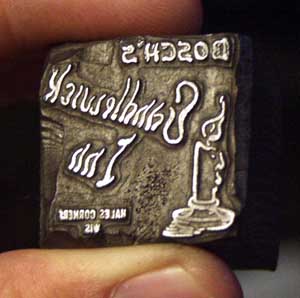 BOSCH'S
Candlewick
Inn
HALES CORNERS
WIS